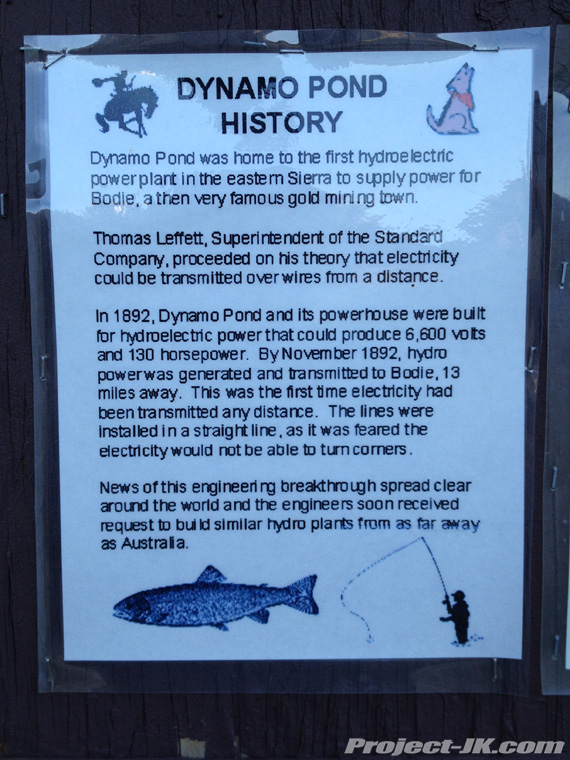 DYNAMO POND
HISTORY
Dynamo Pond was home to the first hydroelectric
power plant in the eastern Sierra to supply power for
Bodie, a then very famous gold mining town.
Thomas Leffett, Superintendent of the Standard
Company, proceeded on his theory that electricity
could be transmitted over wires from a distance.
In 1892, Dynamo Pond and its powerhouse were built
for hydroelectric power that could produce 6,600 volts
and 130 horsepower. By November 1892, hydro
power was generated and transmitted to Bodie, 13
miles away. This was the first time electricity had
been transmitted any distance. The lines were
installed in a straight line, as it was feared the
electricity would not be able to turn corners.
News of this engineering breakthrough spread clear
around the world and the engineers soon received
request to build similar hydro plants from as far away
as Australia.
Project-JK.com